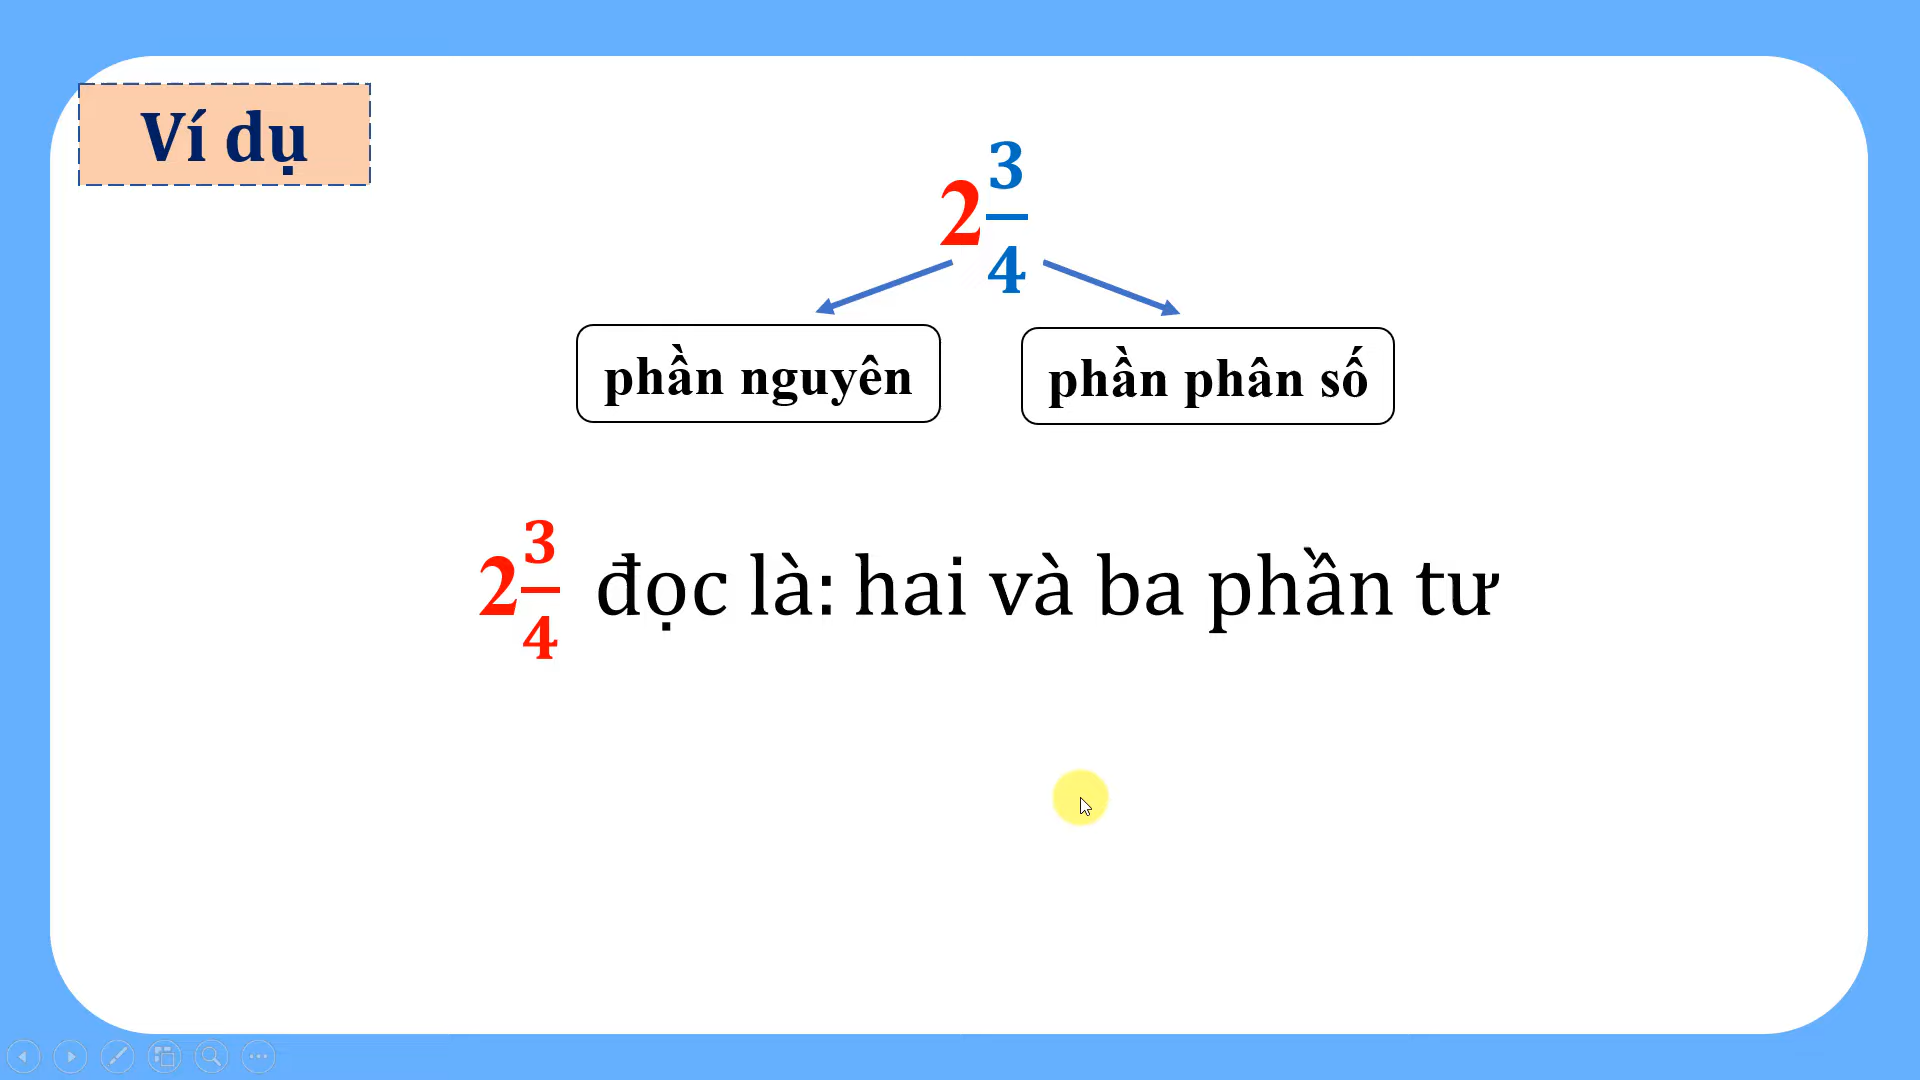 Ví dụ
2 3/4
phần nguyên
phần phân số
2 3/4 đọc là: hai và ba phần tư